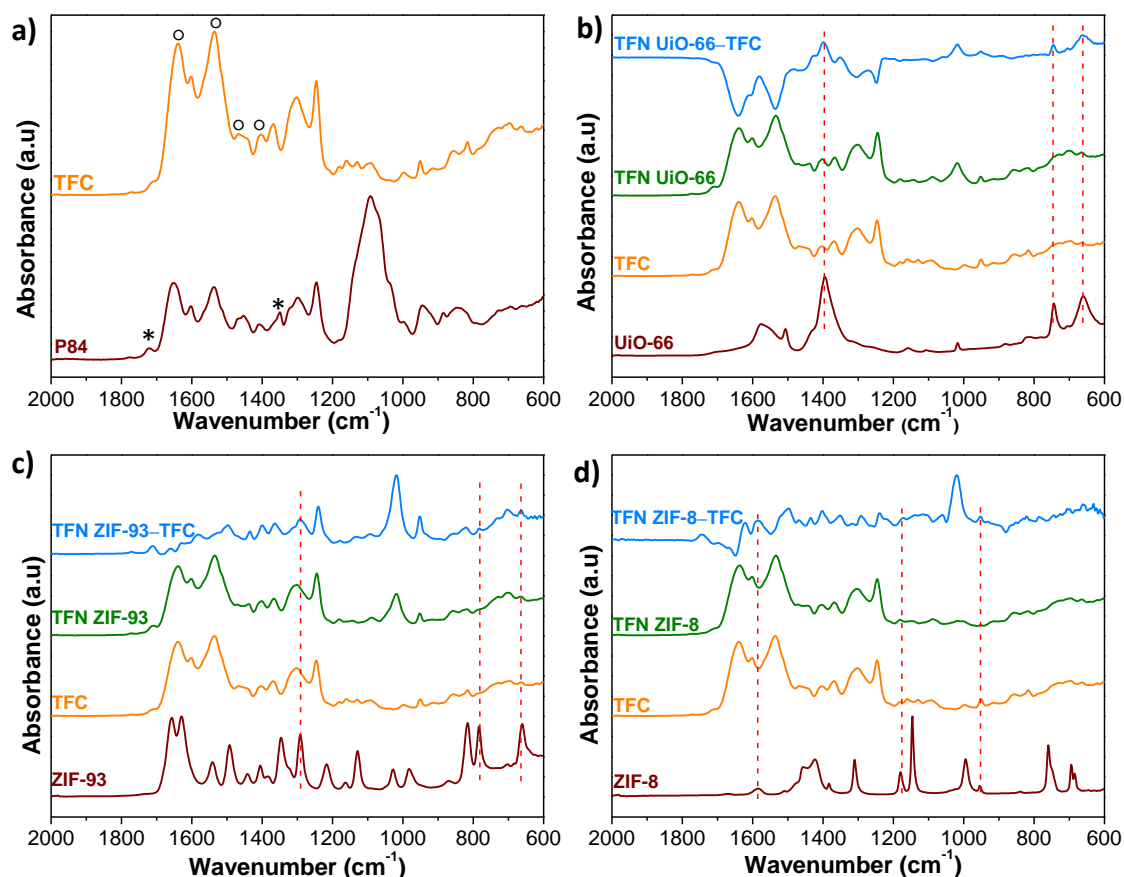 a)
TFC
P84
*
*
Absorbance (a.u)
2000 1800 1600 1400 1200 1000 800 600
Wavenumber (cm⁻¹)
b)
TFN UiO-66–TFC
TFN UiO-66
TFC
UiO-66
Absorbance (a.u)
2000 1800 1600 1400 1200 1000 800 600
Wavenumber (cm⁻¹)
c)
TFN ZIF-93–TFC
TFN ZIF-93
TFC
ZIF-93
Absorbance (a.u)
2000 1800 1600 1400 1200 1000 800 600
Wavenumber (cm⁻¹)
d)
TFN ZIF-8–TFC
TFN ZIF-8
TFC
ZIF-8
Absorbance (a.u)
2000 1800 1600 1400 1200 1000 800 600
Wavenumber (cm⁻¹)